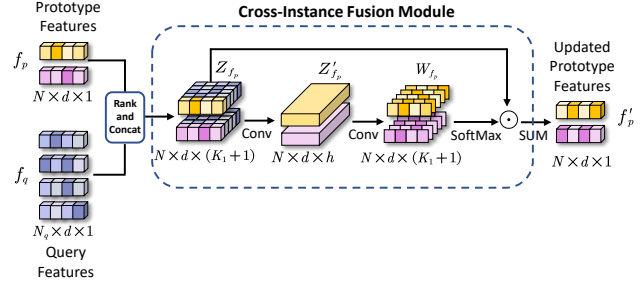 Prototype
Features
Cross-Instance Fusion Module
f_p
N × d × 1
Rank
and
Concat
f_q
N_q × d × 1
Query
Features
Z_{f_p}
N × d × (K_1 + 1)
Conv
Z'_{f_p}
N × d × h
Conv
W_{f_p}
N × d × (K_1 + 1)
SoftMax
SUM
Updated
Prototype
Features
f'_p
N × d × 1